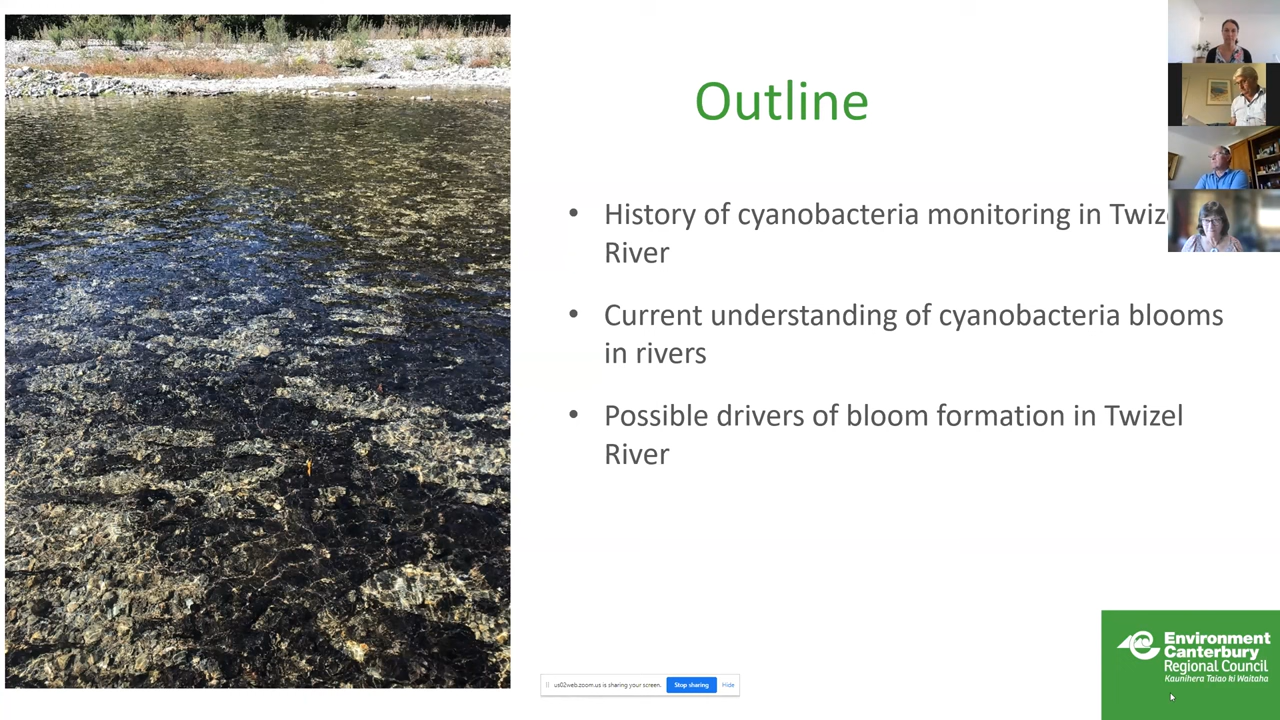 Outline
• History of cyanobacteria monitoring in Twize
River
• Current understanding of cyanobacteria blooms
in rivers
• Possible drivers of bloom formation in Twizel
River
us02web.zoom.us is sharing your screen.
Stop sharing
Hide
Environment
Canterbury
Regional Council
Kaunihera Taiao ki Waitaha